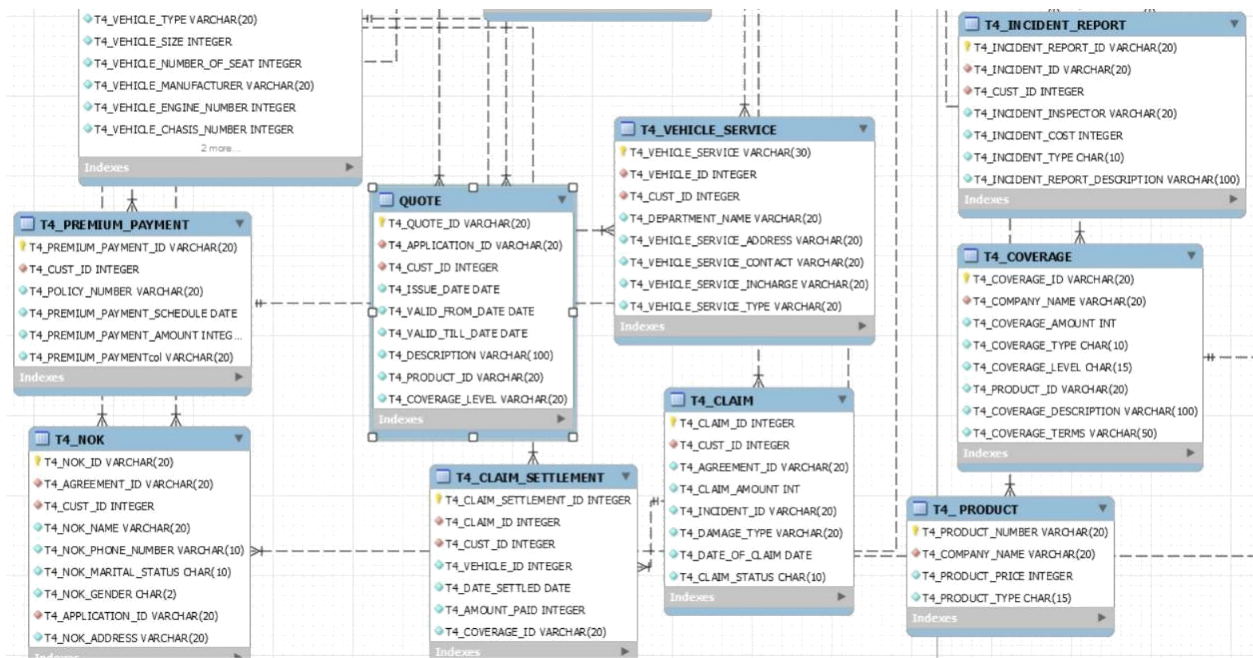 T4_VEHICLE_TYPE VARCHAR(20)
T4_VEHICLE_SIZE INTEGER
T4_VEHICLE_NUMBER_OF_SEAT INTEGER
T4_VEHICLE_MANUFACTURER VARCHAR(20)
T4_VEHICLE_ENGINE_NUMBER INTEGER
T4_VEHICLE_CHASIS_NUMBER INTEGER
2 more...
Indexes
T4_PREMIUM_PAYMENT
T4_PREMIUM_PAYMENT_ID VARCHAR(20)
T4_CUST_ID INTEGER
T4_POLICY_NUMBER VARCHAR(20)
T4_PREMIUM_PAYMENT_SCHEDULE DATE
T4_PREMIUM_PAYMENT_AMOUNT INTEG...
T4_PREMIUM_PAYMENTcol VARCHAR(20)
Indexes
T4_NOK
T4_NOK_ID VARCHAR(20)
T4_AGREEMENT_ID VARCHAR(20)
T4_CUST_ID INTEGER
T4_NOK_NAME VARCHAR(20)
T4_NOK_PHONE_NUMBER VARCHAR(10)
T4_NOK_MARITAL_STATUS CHAR(10)
T4_NOK_GENDER CHAR(2)
T4_APPLICATION_ID VARCHAR(20)
T4_NOK_ADDRESS VARCHAR(20)
Indexes
QUOTE
T4_QUOTE_ID VARCHAR(20)
T4_APPLICATION_ID VARCHAR(20)
T4_CUST_ID INTEGER
T4_ISSUE_DATE DATE
T4_VALID_FROM_DATE DATE
T4_VALID_TILL_DATE DATE
T4_DESCRIPTION VARCHAR(100)
T4_PRODUCT_ID VARCHAR(20)
T4_COVERAGE_LEVEL VARCHAR(20)
Indexes
T4_CLAIM_SETTLEMENT
T4_CLAIM_SETTLEMENT_ID INTEGER
T4_CLAIM_ID INTEGER
T4_CUST_ID INTEGER
T4_VEHICLE_ID INTEGER
T4_DATE_SETTLED DATE
T4_AMOUNT_PAID INTEGER
T4_COVERAGE_ID VARCHAR(20)
Indexes
T4_VEHICLE_SERVICE
T4_VEHICLE_SERVICE VARCHAR(30)
T4_VEHICLE_ID INTEGER
T4_CUST_ID INTEGER
T4_DEPARTMENT_NAME VARCHAR(20)
T4_VEHICLE_SERVICE_ADDRESS VARCHAR(20)
T4_VEHICLE_SERVICE_CONTACT VARCHAR(20)
T4_VEHICLE_SERVICE_INCHARGE VARCHAR(20)
T4_VEHICLE_SERVICE_TYPE VARCHAR(20)
Indexes
T4_CLAIM
T4_CLAIM_ID INTEGER
T4_CUST_ID INTEGER
T4_AGREEMENT_ID VARCHAR(20)
T4_CLAIM_AMOUNT INT
T4_INCIDENT_ID VARCHAR(20)
T4_DAMAGE_TYPE VARCHAR(20)
T4_DATE_OF_CLAIM DATE
T4_CLAIM_STATUS CHAR(10)
Indexes
T4_INCIDENT_REPORT
T4_INCIDENT_REPORT_ID VARCHAR(20)
T4_INCIDENT_ID VARCHAR(20)
T4_CUST_ID INTEGER
T4_INCIDENT_INSPECTOR VARCHAR(20)
T4_INCIDENT_COST INTEGER
T4_INCIDENT_TYPE CHAR(10)
T4_INCIDENT_REPORT_DESCRIPTION VARCHAR(100)
Indexes
T4_COVERAGE
T4_COVERAGE_ID VARCHAR(20)
T4_COMPANY_NAME VARCHAR(20)
T4_COVERAGE_AMOUNT INT
T4_COVERAGE_TYPE CHAR(10)
T4_COVERAGE_LEVEL CHAR(15)
T4_PRODUCT_ID VARCHAR(20)
T4_COVERAGE_DESCRIPTION VARCHAR(100)
T4_COVERAGE_TERMS VARCHAR(50)
Indexes
T4_ PRODUCT
T4_PRODUCT_NUMBER VARCHAR(20)
T4_COMPANY_NAME VARCHAR(20)
T4_PRODUCT_PRICE INTEGER
T4_PRODUCT_TYPE CHAR(15)
Indexes